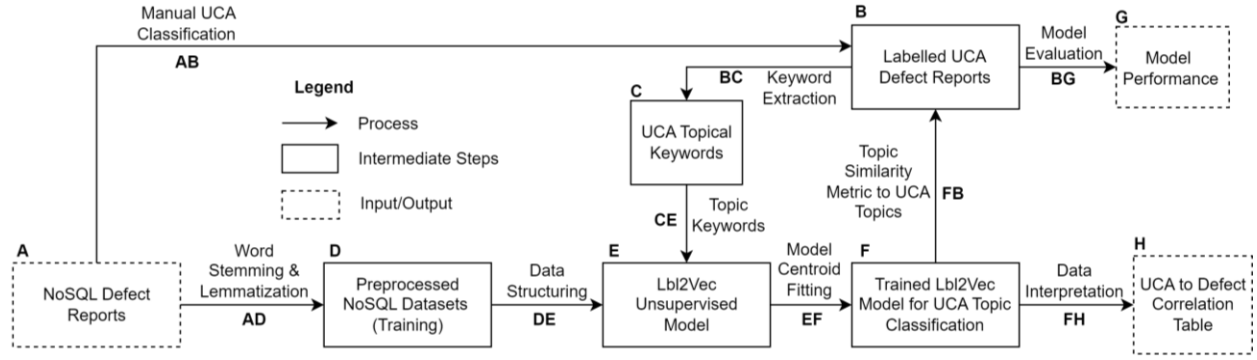 Manual UCA
Classification
AB
Legend
Process
Intermediate Steps
Input/Output
B
Labelled UCA
Defect Reports
Model
Evaluation
BG
G
Model
Performance
BC
Keyword
Extraction
C
UCA Topical
Keywords
CE
Topic
Keywords
Topic
Similarity
Metric to UCA
Topics
FB
A
NoSQL Defect
Reports
Word
Stemming &
Lemmatization
AD
D
Preprocessed
NoSQL Datasets
(Training)
Data
Structuring
DE
E
Lbl2Vec
Unsupervised
Model
Model
Centroid
Fitting
EF
F
Trained Lbl2Vec
Model for UCA Topic
Classification
Data
Interpretation
FH
H
UCA to Defect
Correlation
Table